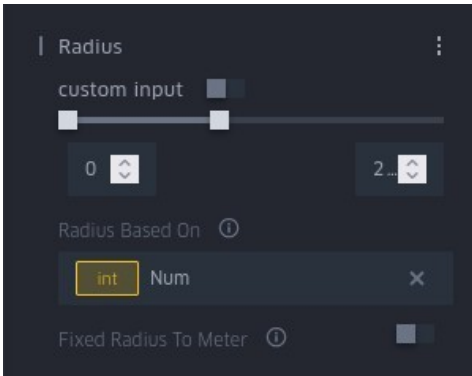 Radius
custom input
0 2...
Radius Based On
int Num
Fixed Radius To Meter